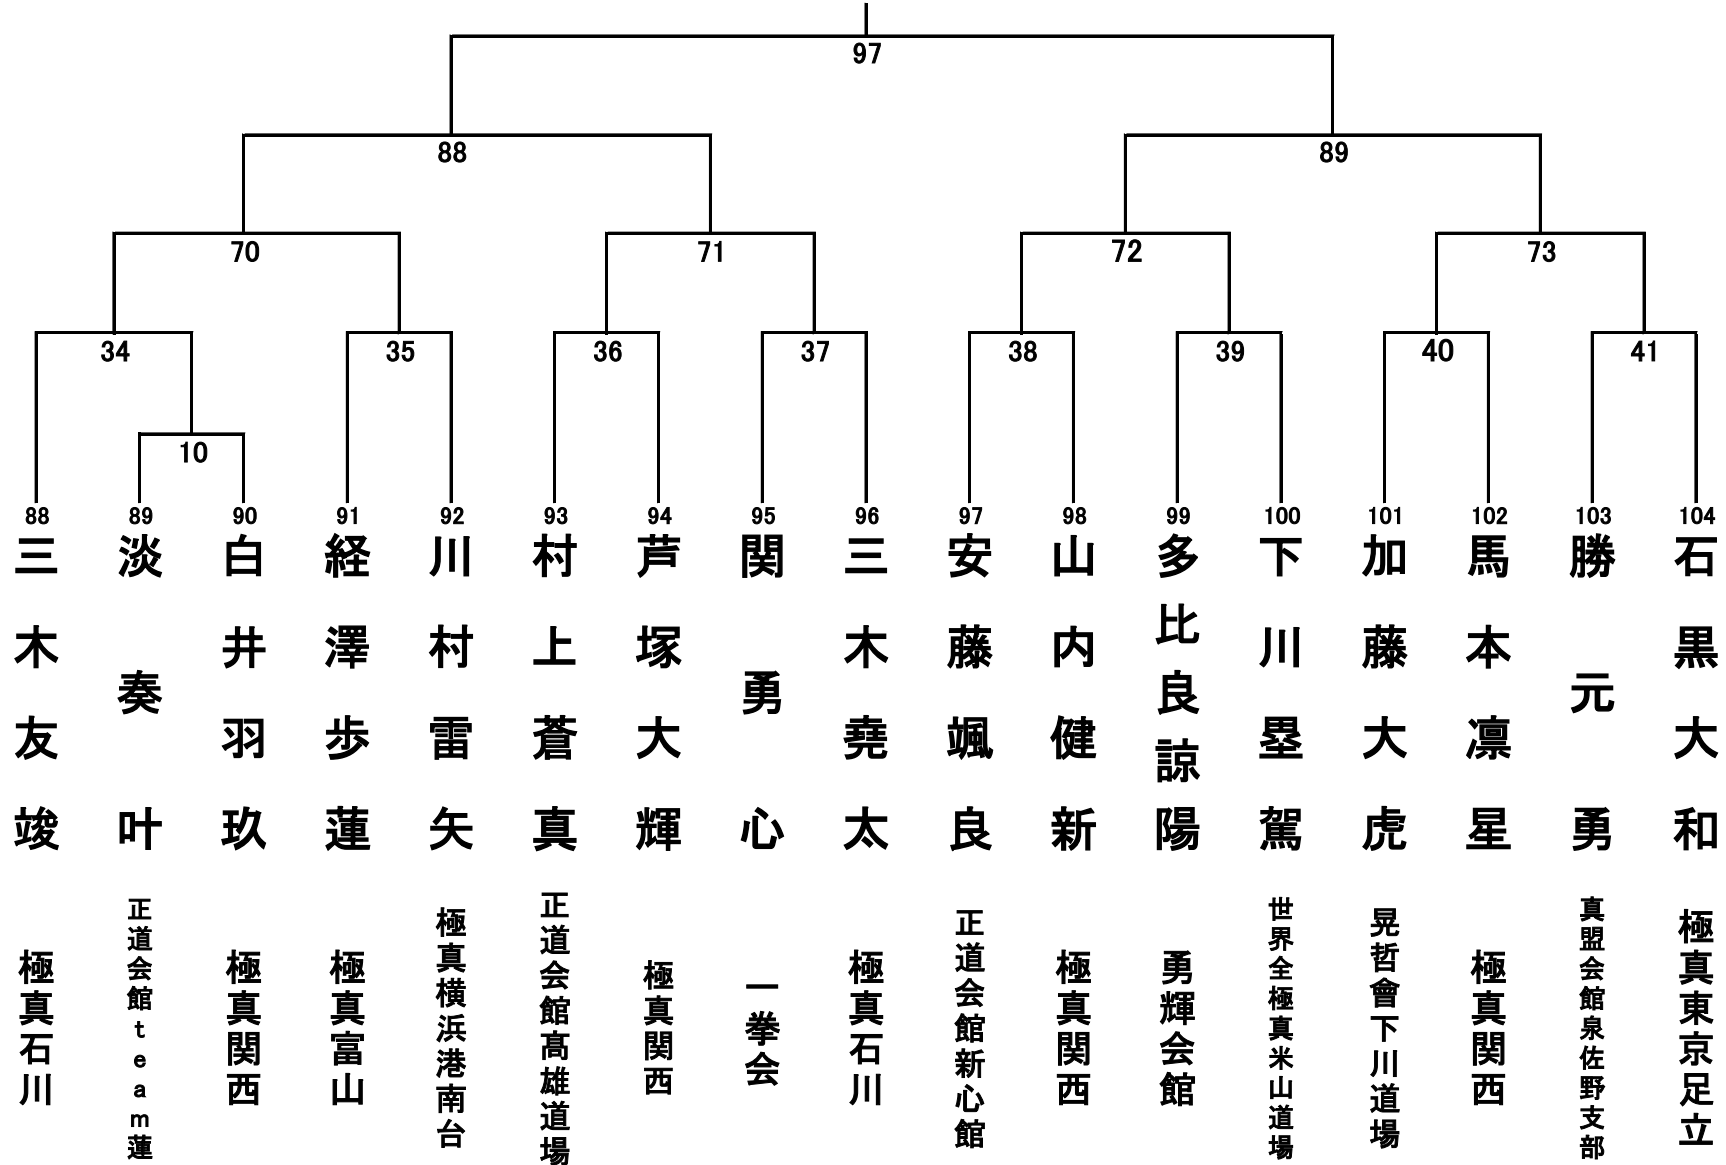 97
88
89
70
71
72
73
34
35
36
37
38
39
40
41
10
88
三木友竣
極真石川
89
淡奏叶
正道会館team蓮
90
白井羽玖
極真関西
91
経澤歩蓮
極真富山
92
川村雷矢
極真横浜港南台
93
村上蒼真
正道会館髙雄道場
94
芦塚大輝
極真関西
95
関勇心
一拳会
96
三木堯太
極真石川
97
安藤颯良
正道会館新心館
98
山内健新
極真関西
99
多比良諒陽
勇輝会館
100
下川塁駕
世界全極真米山道場
101
加藤大虎
晃哲會下川道場
102
馬本凛星
極真関西
103
勝元勇
真盟会館泉佐野支部
104
石黒大和
極真東京足立